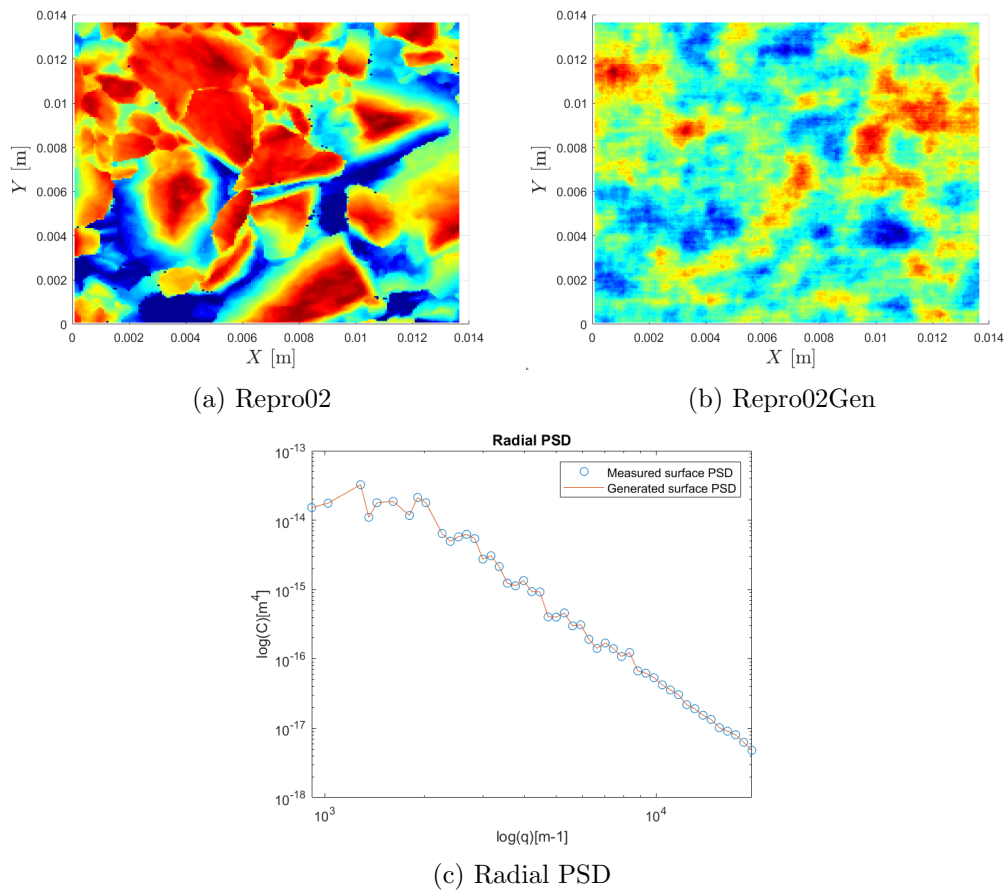 0.014
0.012
0.01
0.008
0.006
0.004
0.002
0
Y [m]
0 0.002 0.004 0.006 0.008 0.01 0.012 0.014
X [m]
(a) Repro02
0.014
0.012
0.01
0.008
0.006
0.004
0.002
0
Y [m]
0 0.002 0.004 0.006 0.008 0.01 0.012 0.014
X [m]
(b) Repro02Gen
Radial PSD
Measured surface PSD
Generated surface PSD
10^-13
10^-14
10^-15
10^-16
10^-17
10^-18
log(C)[m^4]
10^3 10^4
log(q)[m-1]
(c) Radial PSD